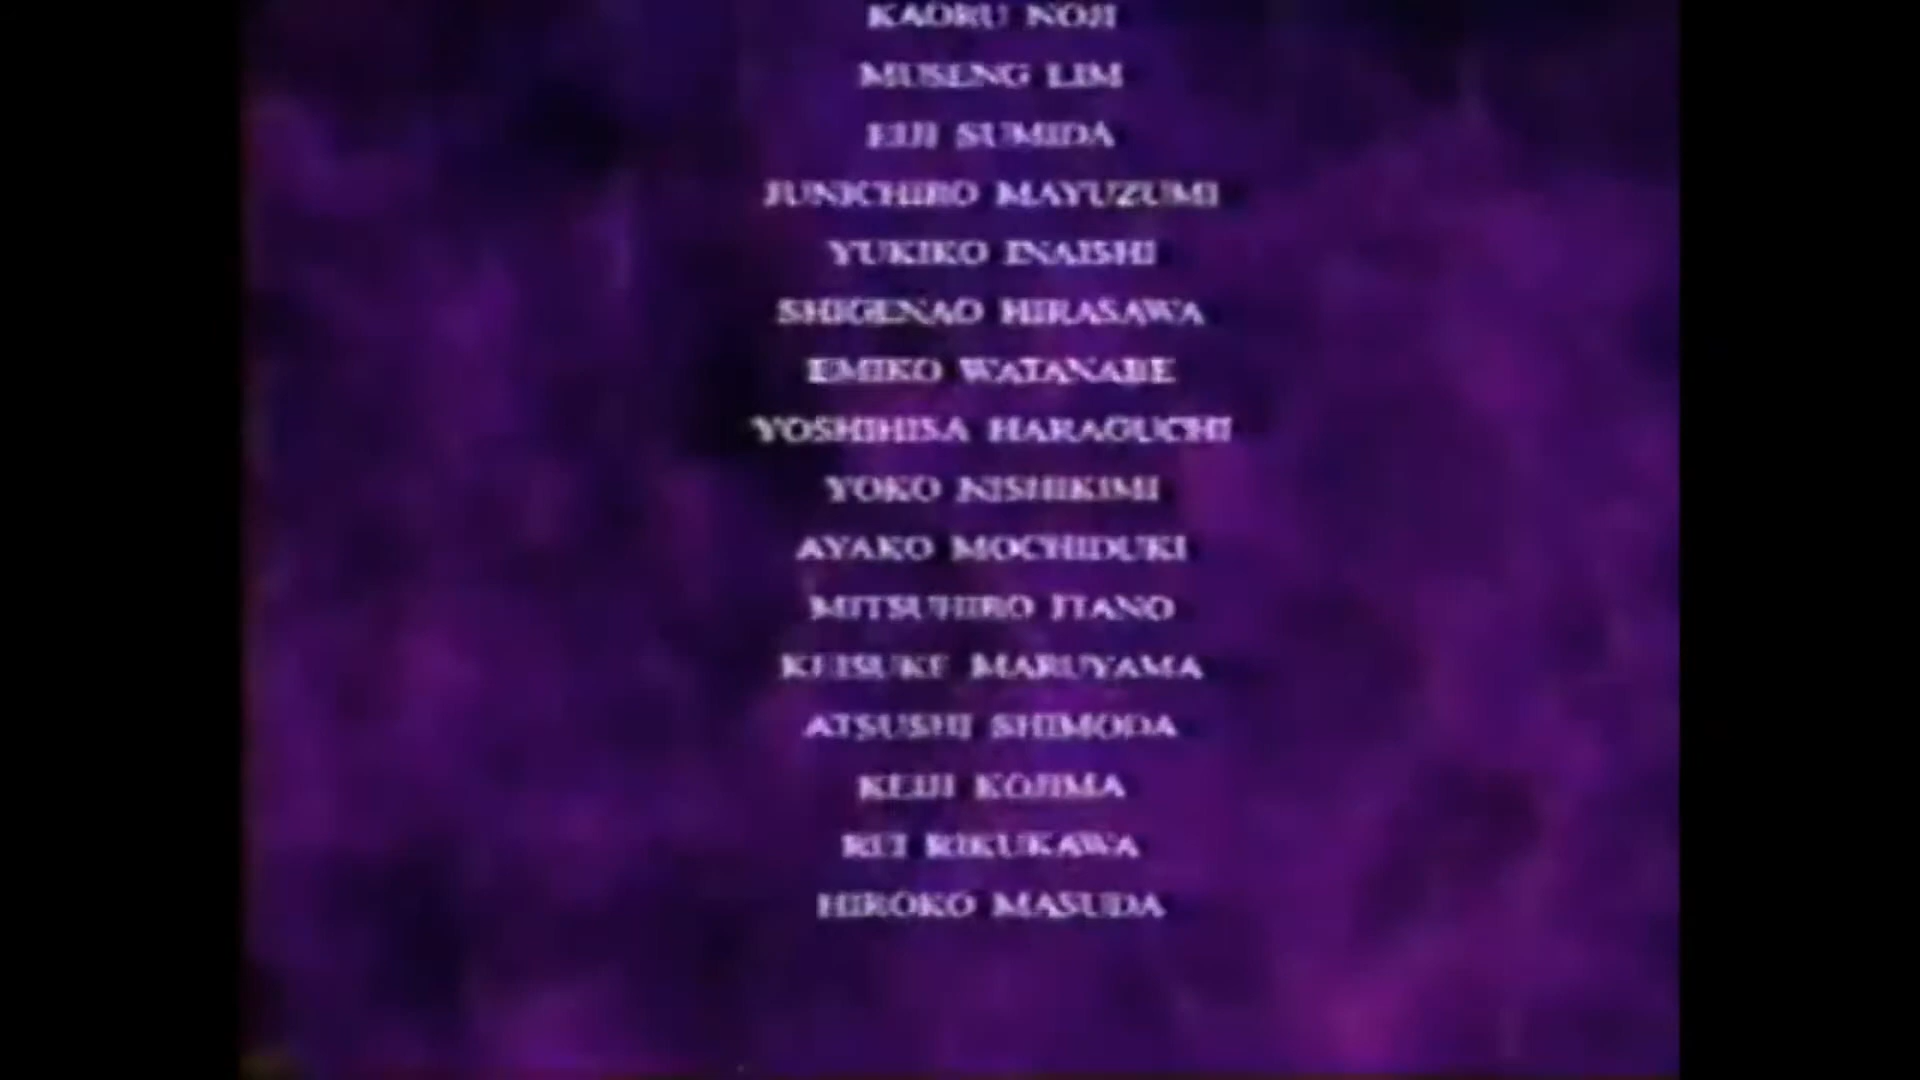 KAORU NOJI
MUSENG LIM
EIJI SUMIDA
JUNICHIRO MAYUZUMI
YUKIKO INAISHI
SHIGENAO HIRASAWA
EMIKO WATANABE
YOSHIHISA HARAGUCHI
YOKO NISHIKIMI
AYAKO MOCHIDUKI
MITSUHIRO ITANO
KEISUKE MARUYAMA
ATSUSHI SHIMODA
KEIJI KOJIMA
REI RIKUKAWA
HIROKO MASUDA